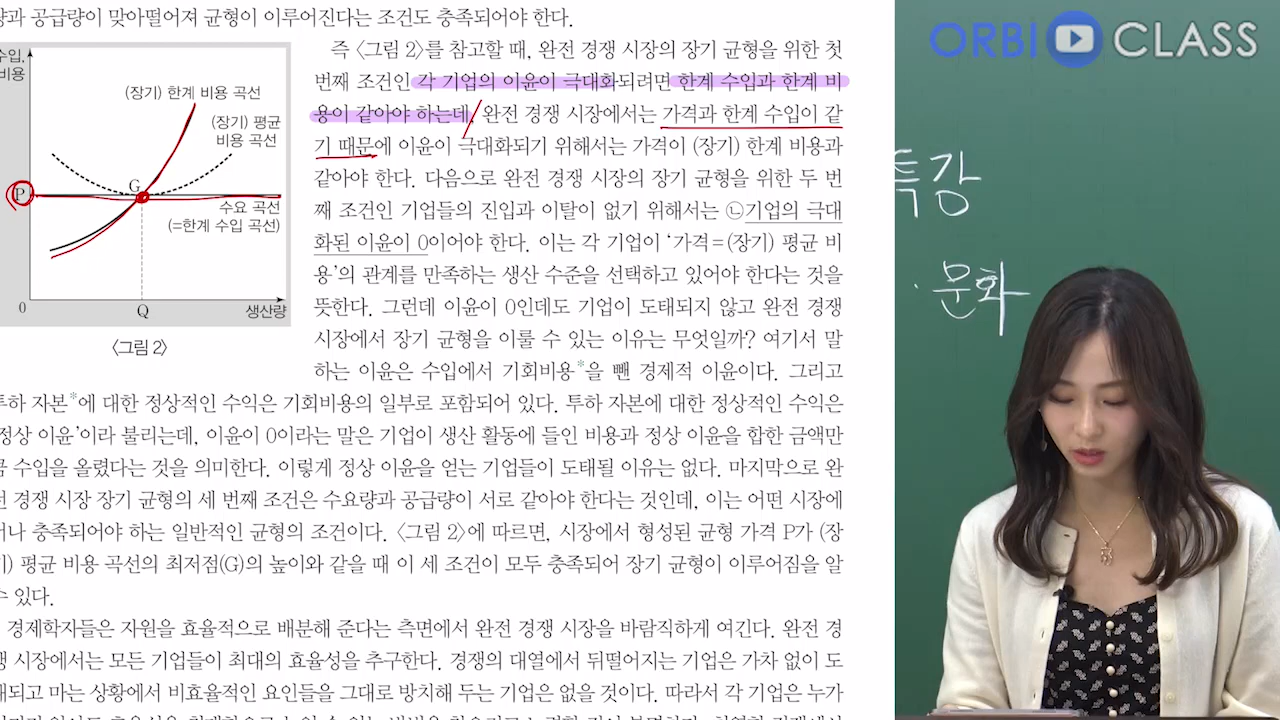 량과 공급량이 맞아떨어져 균형이 이루어진다는 조건도 충족되어야 한다.
수입,
비용
(장기) 한계 비용 곡선
(장기) 평균
비용 곡선
P
G
수요 곡선
(=한계 수입 곡선)
0
Q
생산량
<그림 2>
즉 <그림 2>를 참고할 때, 완전 경쟁 시장의 장기 균형을 위한 첫
번째 조건인 각 기업의 이윤이 극대화되려면 한계 수입과 한계 비
용이 같아야 하는데, 완전 경쟁 시장에서는 가격과 한계 수입이 같
기 때문에 이윤이 극대화되기 위해서는 가격이 (장기) 한계 비용과
같아야 한다. 다음으로 완전 경쟁 시장의 장기 균형을 위한 두 번
째 조건인 기업들의 진입과 이탈이 없기 위해서는 ㉡기업의 극대
화된 이윤이 0이어야 한다. 이는 각 기업이 ‘가격=(장기) 평균 비
용’의 관계를 만족하는 생산 수준을 선택하고 있어야 한다는 것을
뜻한다. 그런데 이윤이 0인데도 기업이 도태되지 않고 완전 경쟁
시장에서 장기 균형을 이룰 수 있는 이유는 무엇일까? 여기서 말
하는 이윤은 수입에서 기회비용*을 뺀 경제적 이윤이다. 그리고
투하 자본*에 대한 정상적인 수익은 기회비용의 일부로 포함되어 있다. 투하 자본에 대한 정상적인 수익은
정상 이윤’이라 불리는데, 이윤이 0이라는 말은 기업이 생산 활동에 들인 비용과 정상 이윤을 합한 금액만
큼 수입을 올렸다는 것을 의미한다. 이렇게 정상 이윤을 얻는 기업들이 도태될 이유는 없다. 마지막으로 완
전 경쟁 시장 장기 균형의 세 번째 조건은 수요량과 공급량이 서로 같아야 한다는 것인데, 이는 어떤 시장에
서나 충족되어야 하는 일반적인 균형의 조건이다. <그림 2>에 따르면, 시장에서 형성된 균형 가격 P가 (장
기) 평균 비용 곡선의 최저점(G)의 높이와 같을 때 이 세 조건이 모두 충족되어 장기 균형이 이루어짐을 알
수 있다.
경제학자들은 자원을 효율적으로 배분해 준다는 측면에서 완전 경쟁 시장을 바람직하게 여긴다. 완전 경
쟁 시장에서는 모든 기업들이 최대의 효율성을 추구한다. 경쟁의 대열에서 뒤떨어지는 기업은 가차 없이 도
태되고 마는 상황에서 비효율적인 요인들을 그대로 방치해 두는 기업은 없을 것이다. 따라서 각 기업은 누가
ORBI CLASS
특강
· 문화